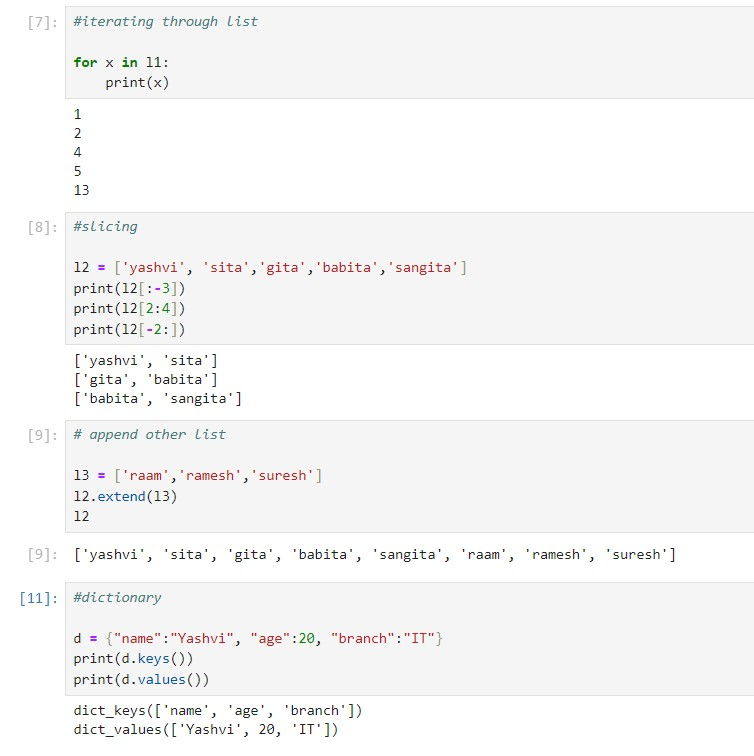 [7]: #iterating through list
for x in l1:
    print(x)
1
2
4
5
13
[8]: #slicing
l2 = ['yashvi', 'sita','gita','babita','sangita']
print(l2[:-3])
print(l2[2:4])
print(l2[-2:])
['yashvi', 'sita']
['gita', 'babita']
['babita', 'sangita']
[9]: # append other list
l3 = ['raam','ramesh','suresh']
l2.extend(l3)
l2
[9]: ['yashvi', 'sita', 'gita', 'babita', 'sangita', 'raam', 'ramesh', 'suresh']
[11]: #dictionary
d = {"name":"Yashvi", "age":20, "branch":"IT"}
print(d.keys())
print(d.values())
dict_keys(['name', 'age', 'branch'])
dict_values(['Yashvi', 20, 'IT'])